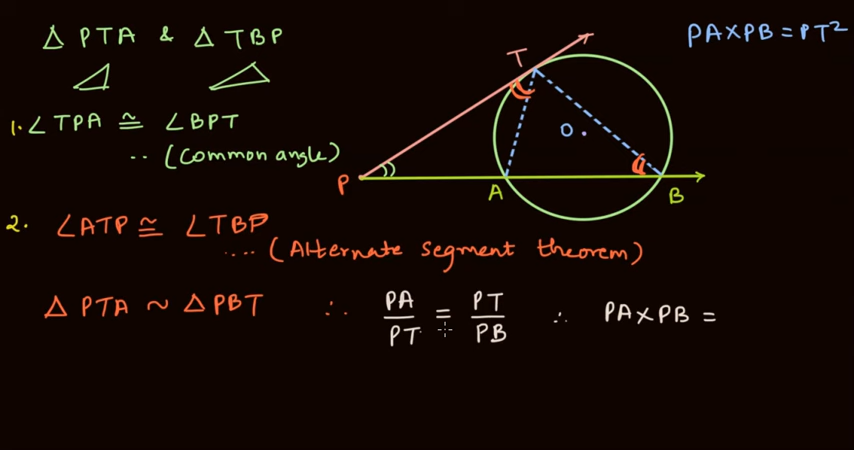 Δ PTA & Δ TBP
PA×PB = PT²
1. ∠TPA ≅ ∠BPT
.. (Common angle)
T
O
P
A
B
2. ∠ATP ≅ ∠TBP
.... (Alternate segment theorem)
Δ PTA ~ Δ PBT ∴ PA/PT = PT/PB ∴ PA×PB =